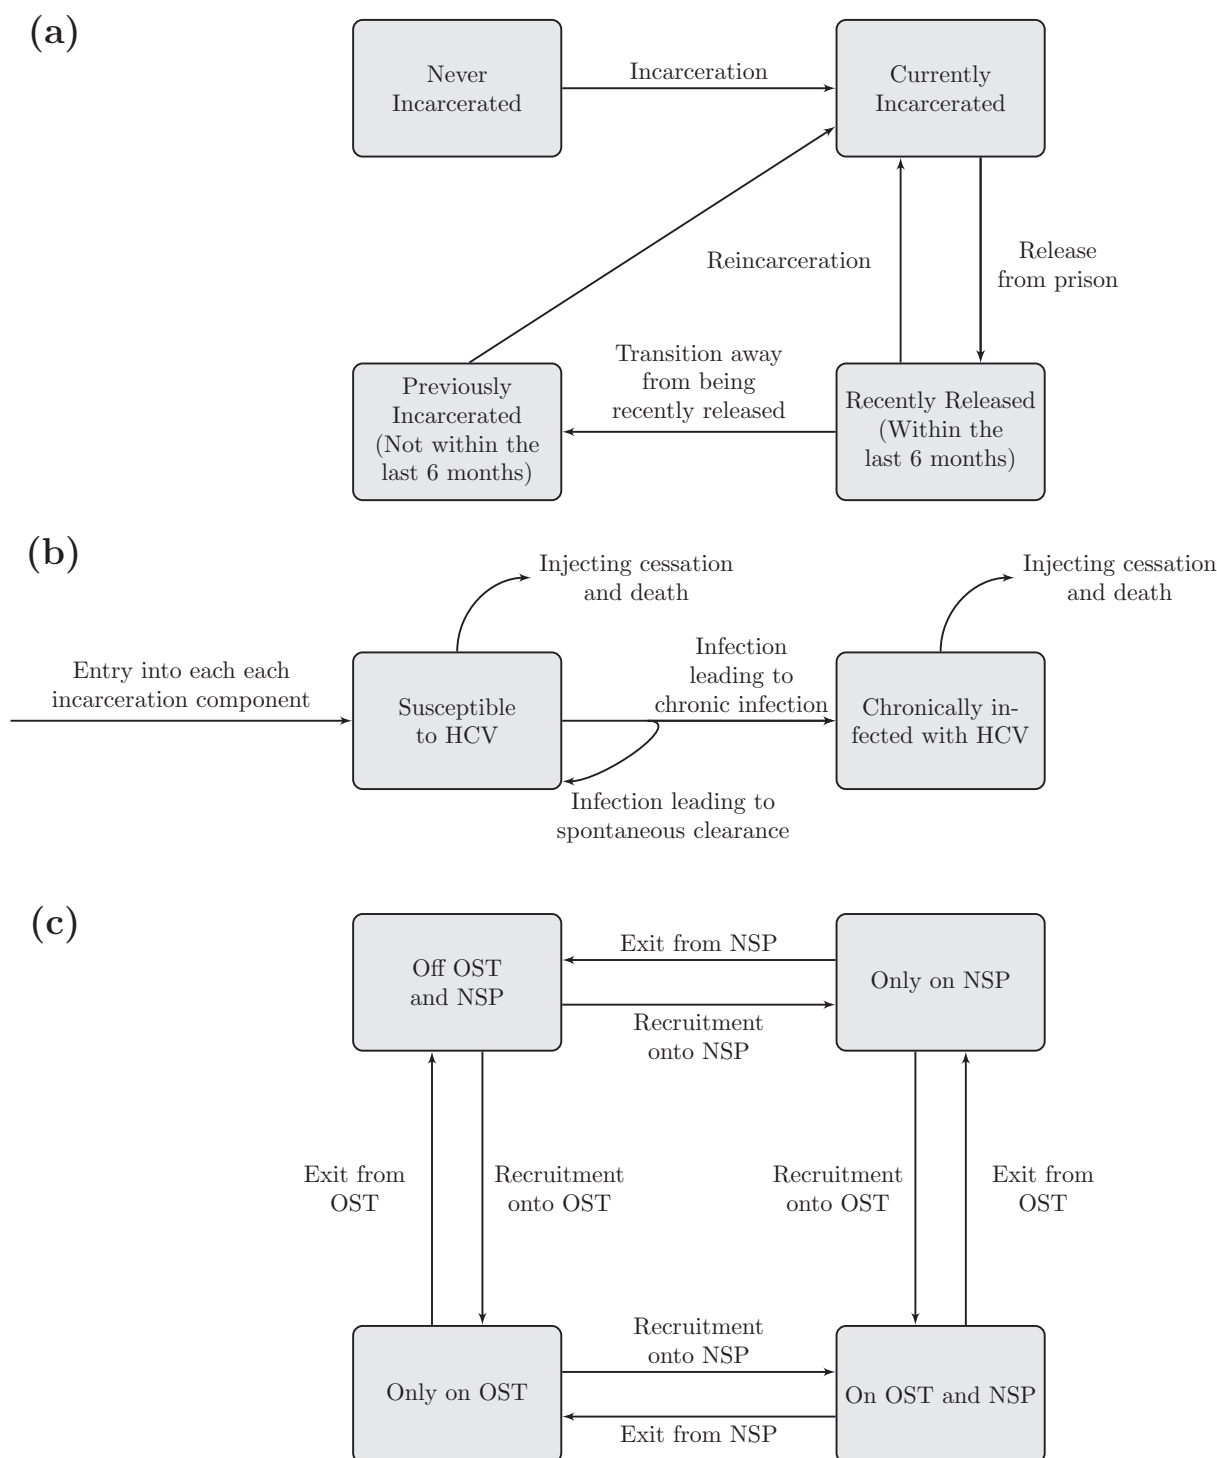 (a)
Never
Incarcerated
Incarceration
Currently
Incarcerated
Reincarceration
Release
from prison
Transition away
from being
recently released
Previously
Incarcerated
(Not within the
last 6 months)
Recently Released
(Within the
last 6 months)
(b)
Injecting cessation
and death
Injecting cessation
and death
Entry into each each
incarceration component
Susceptible
to HCV
Infection
leading to
chronic infection
Chronically in-
fected with HCV
Infection leading to
spontaneous clearance
(c)
Off OST
and NSP
Exit from NSP
Recruitment
onto NSP
Only on NSP
Exit from
OST
Recruitment
onto OST
Recruitment
onto OST
Exit from
OST
Only on OST
Recruitment
onto NSP
Exit from NSP
On OST and NSP